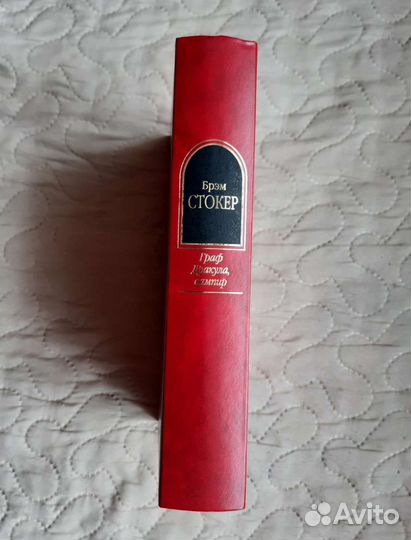 Брэм
СТОКЕР
Граф
Дракула,
вампир
Avito